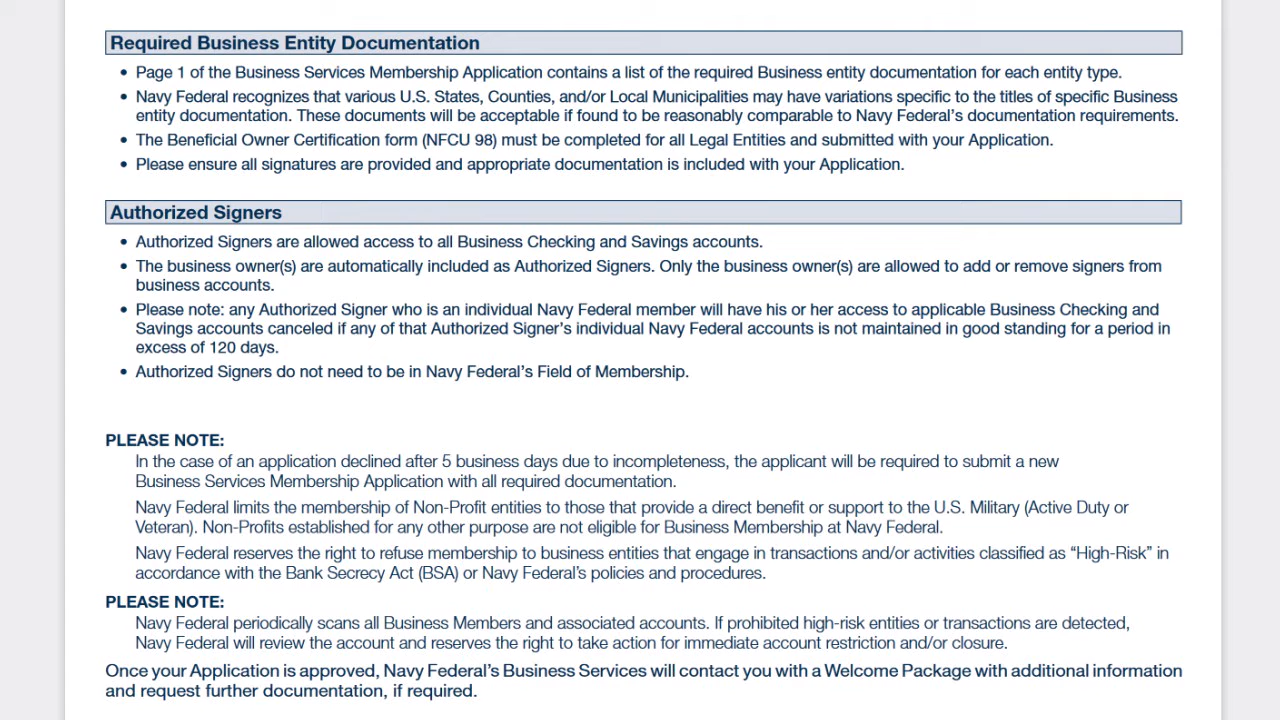 Required Business Entity Documentation
• Page 1 of the Business Services Membership Application contains a list of the required Business entity documentation for each entity type.
• Navy Federal recognizes that various U.S. States, Counties, and/or Local Municipalities may have variations specific to the titles of specific Business
entity documentation. These documents will be acceptable if found to be reasonably comparable to Navy Federal's documentation requirements.
• The Beneficial Owner Certification form (NFCU 98) must be completed for all Legal Entities and submitted with your Application.
• Please ensure all signatures are provided and appropriate documentation is included with your Application.
Authorized Signers
• Authorized Signers are allowed access to all Business Checking and Savings accounts.
• The business owner(s) are automatically included as Authorized Signers. Only the business owner(s) are allowed to add or remove signers from
business accounts.
• Please note: any Authorized Signer who is an individual Navy Federal member will have his or her access to applicable Business Checking and
Savings accounts canceled if any of that Authorized Signer's individual Navy Federal accounts is not maintained in good standing for a period in
excess of 120 days.
• Authorized Signers do not need to be in Navy Federal's Field of Membership.
PLEASE NOTE:
In the case of an application declined after 5 business days due to incompleteness, the applicant will be required to submit a new
Business Services Membership Application with all required documentation.
Navy Federal limits the membership of Non-Profit entities to those that provide a direct benefit or support to the U.S. Military (Active Duty or
Veteran). Non-Profits established for any other purpose are not eligible for Business Membership at Navy Federal.
Navy Federal reserves the right to refuse membership to business entities that engage in transactions and/or activities classified as “High-Risk” in
accordance with the Bank Secrecy Act (BSA) or Navy Federal's policies and procedures.
PLEASE NOTE:
Navy Federal periodically scans all Business Members and associated accounts. If prohibited high-risk entities or transactions are detected,
Navy Federal will review the account and reserves the right to take action for immediate account restriction and/or closure.
Once your Application is approved, Navy Federal's Business Services will contact you with a Welcome Package with additional information
and request further documentation, if required.